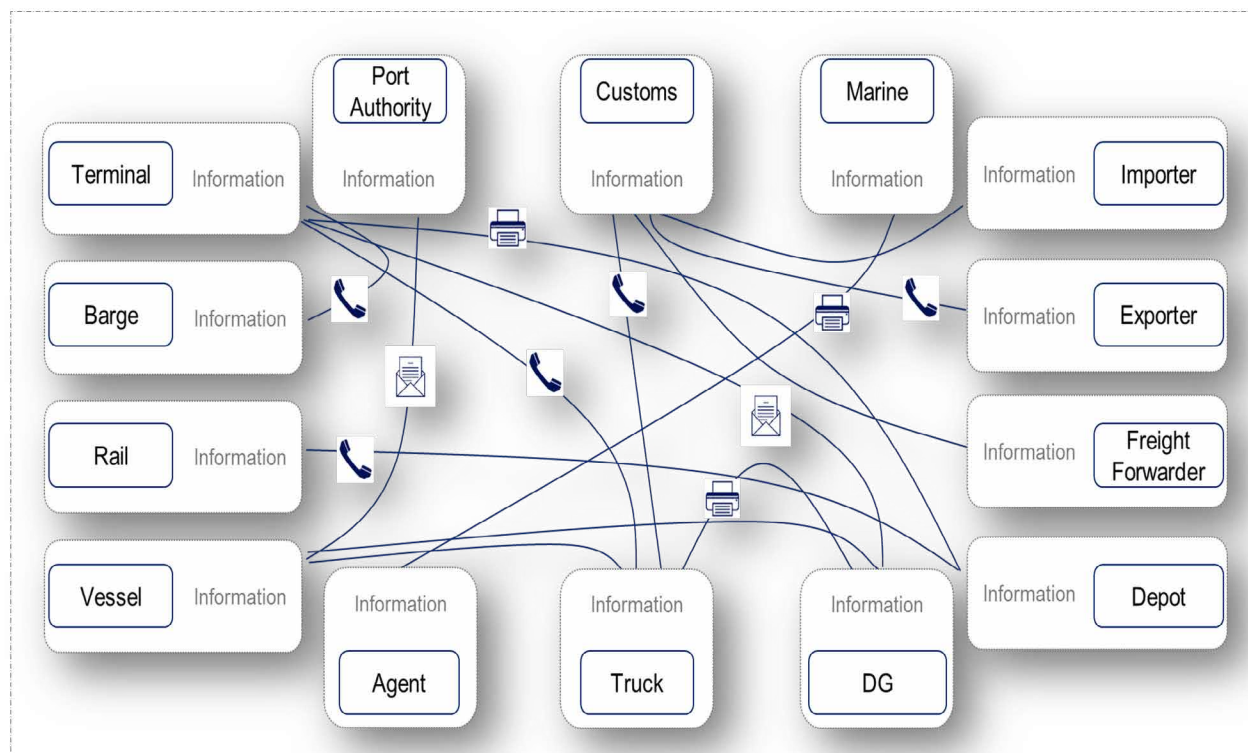 Port
Authority
Information
Customs
Information
Marine
Information
Terminal
Information
Importer
Information
Barge
Information
Exporter
Information
Rail
Information
Freight
Forwarder
Information
Vessel
Information
Depot
Information
Information
Agent
Information
Truck
Information
DG